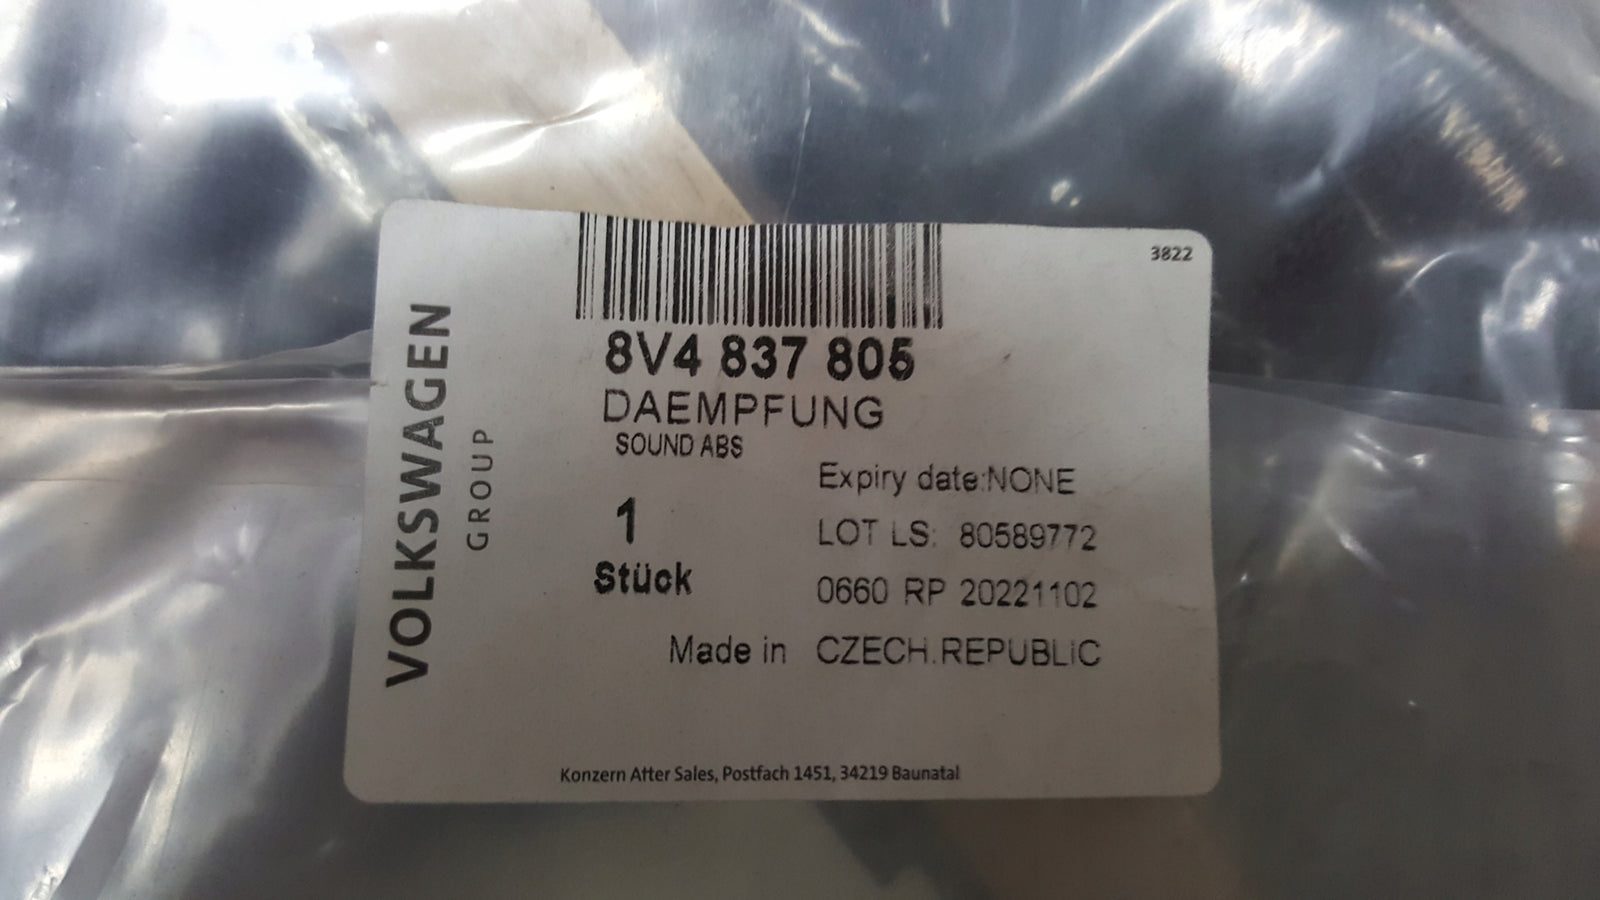 3822
VOLKSWAGEN
GROUP
8V4 837 805
DAEMPFUNG
SOUND ABS
Expiry date:NONE
1
LOT LS: 80589772
Stück
0660 RP 20221102
Made in CZECH.REPUBLIC
Konzern After Sales, Postfach 1451, 34219 Baunatal